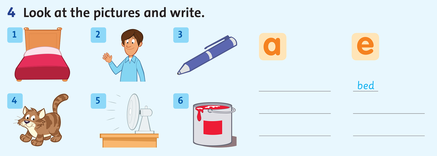 4 Look at the pictures and write.
1 2 3 a e
bed
4 5 6